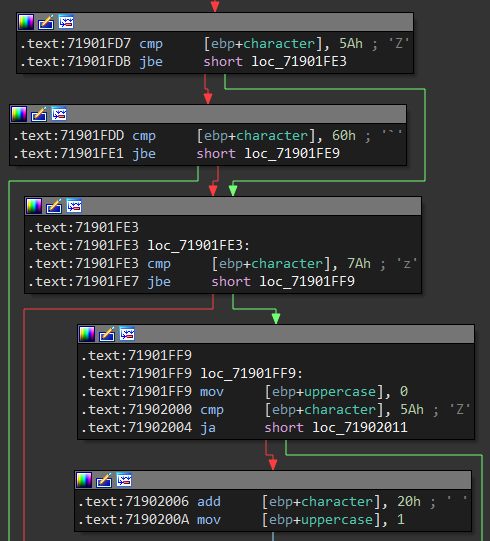 .text:71901FD7 cmp     [ebp+character], 5Ah ; 'Z'
.text:71901FDB jbe     short loc_71901FE3
.text:71901FDD cmp     [ebp+character], 60h ; '`'
.text:71901FE1 jbe     short loc_71901FE9
.text:71901FE3
.text:71901FE3 loc_71901FE3:
.text:71901FE3 cmp     [ebp+character], 7Ah ; 'z'
.text:71901FE7 jbe     short loc_71901FF9
.text:71901FF9
.text:71901FF9 loc_71901FF9:
.text:71901FF9 mov     [ebp+uppercase], 0
.text:71902000 cmp     [ebp+character], 5Ah ; 'Z'
.text:71902004 ja      short loc_71902011
.text:71902006 add     [ebp+character], 20h ; ' '
.text:7190200A mov     [ebp+uppercase], 1